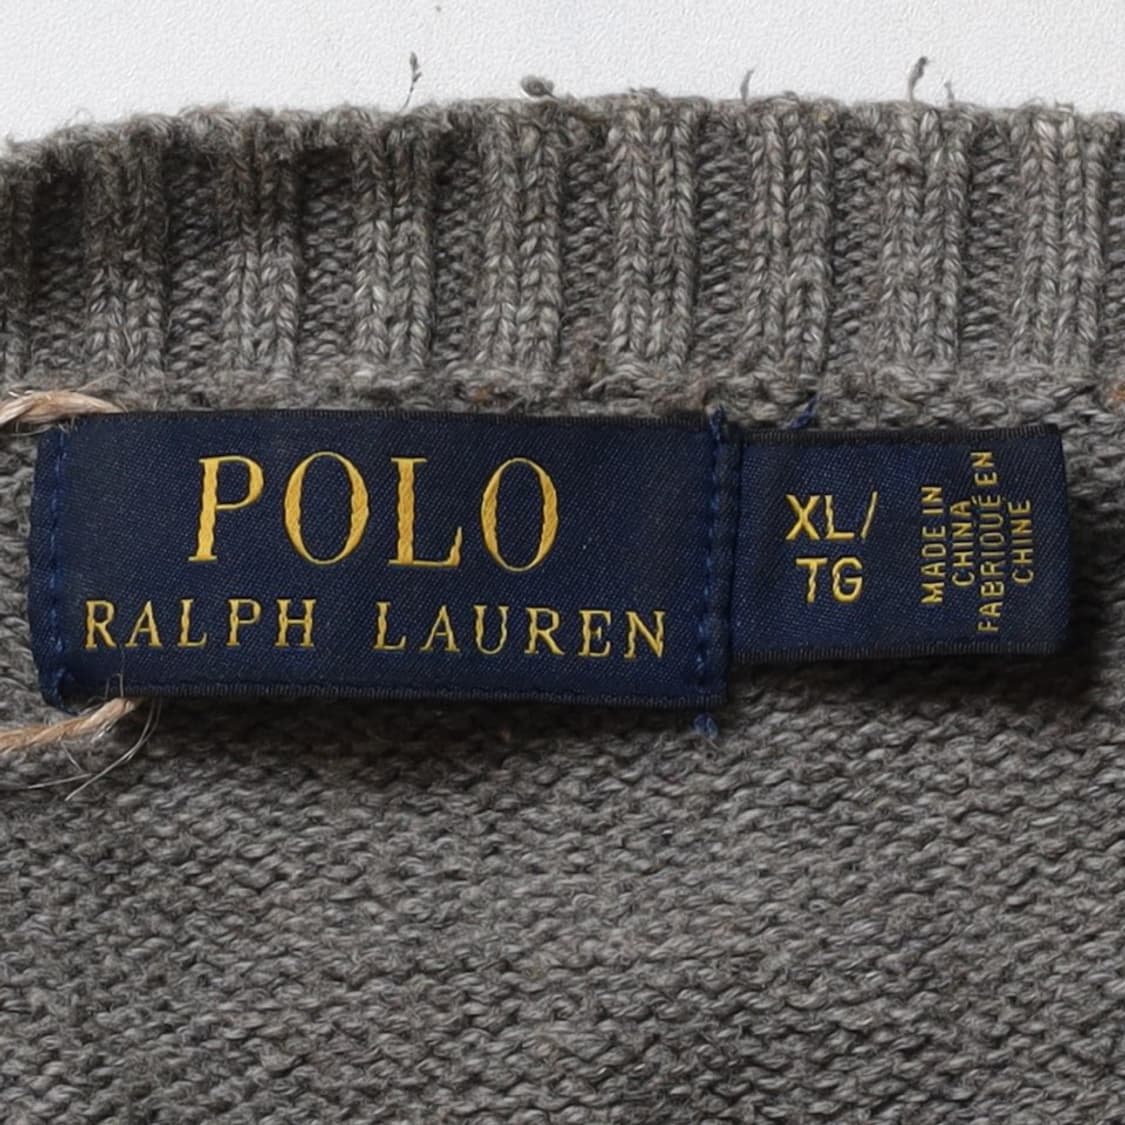 POLO
RALPH LAUREN
XL/
TG
MADE IN
CHINA
FABRIQUÉ EN
CHINE